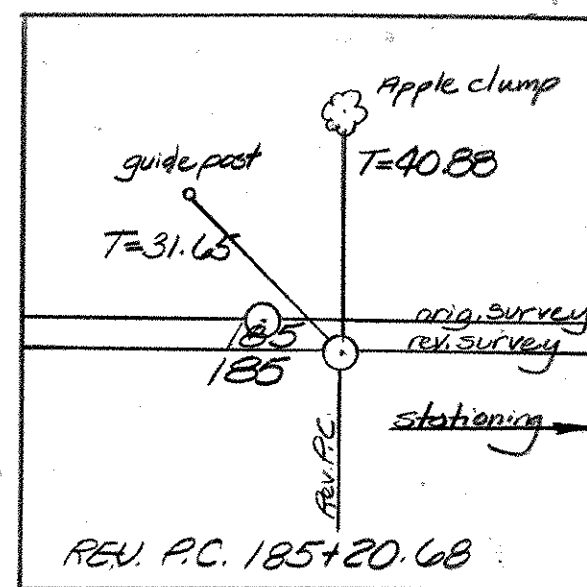 Apple clump
guide post
T=40.88
T=31.65
orig. survey
185
rev. survey
185
stationing
Rev. P.C.
REV. P.C. 185+20.68